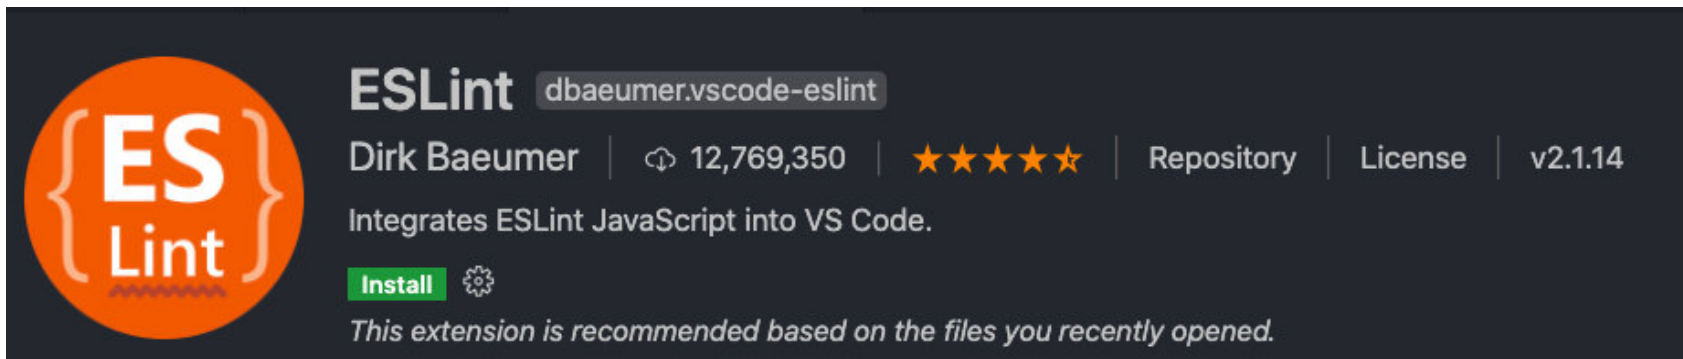 {ES
Lint}
ESLint dbaeumer.vscode-eslint
Dirk Baeumer | 12,769,350 | Repository | License | v2.1.14
Integrates ESLint JavaScript into VS Code.
Install
This extension is recommended based on the files you recently opened.